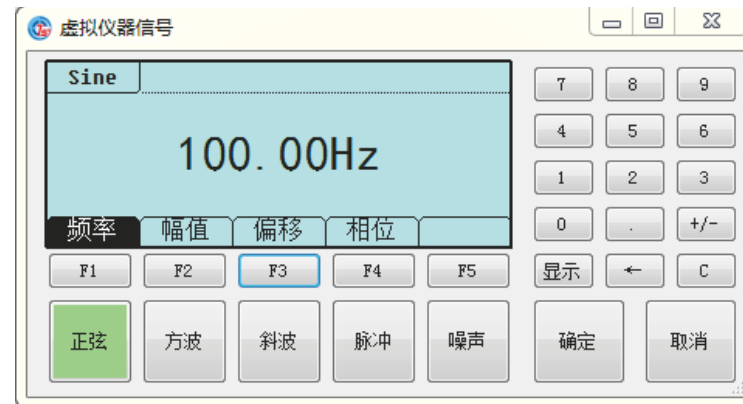 虚拟仪器信号
Sine
100.00Hz
频率 幅值 偏移 相位
F1 F2 F3 F4 F5
正弦 方波 斜波 脉冲 噪声
7 8 9
4 5 6
1 2 3
0 . +/-
显示 ← C
确定 取消